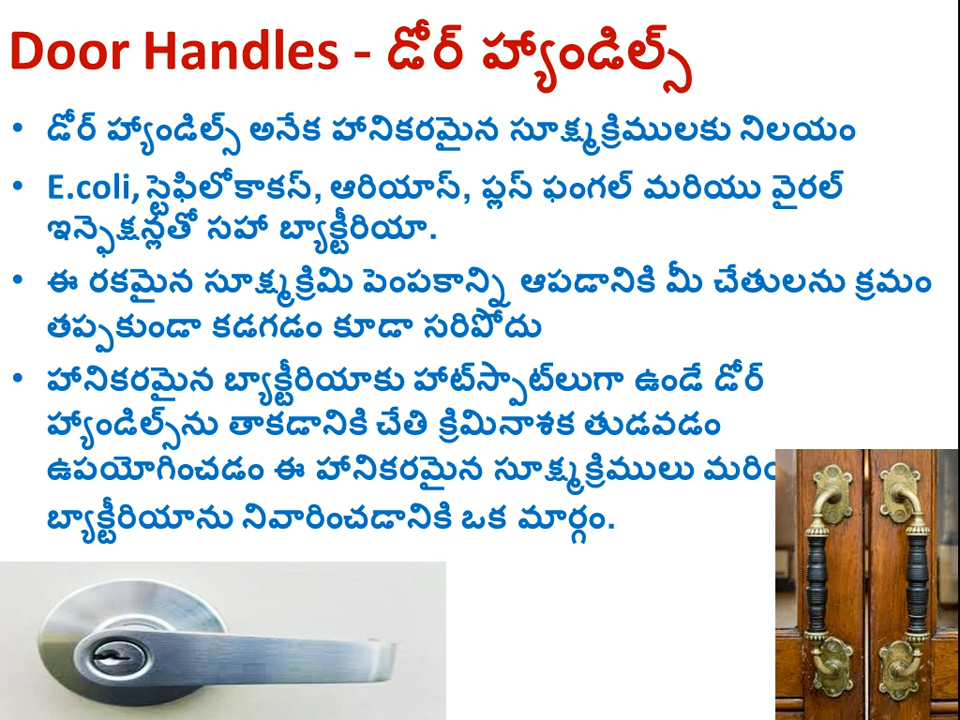 Door Handles - డోర్ హ్యాండిల్స్
• డోర్ హ్యాండిల్స్ అనేక హానికరమైన సూక్ష్మక్రిములకు నిలయం
• E.coli, స్టెఫిలోకాకస్, ఆరియాస్, ప్లస్ ఫంగల్ మరియు వైరల్
ఇన్ఫెక్షన్లతో సహా బ్యాక్టీరియా.
• ఈ రకమైన సూక్ష్మక్రిమి పెంపకాన్ని ఆపడానికి మీ చేతులను క్రమం
తప్పకుండా కడగడం కూడా సరిపోదు
• హానికరమైన బ్యాక్టీరియాకు హాట్‌స్పాట్‌లుగా ఉండే డోర్
హ్యాండిల్స్‌ను తాకడానికి చేతి క్రిమినాశక తుడవడం
ఉపయోగించడం ఈ హానికరమైన సూక్ష్మక్రిములు
బ్యాక్టీరియాను నివారించడానికి ఒక మార్గం.